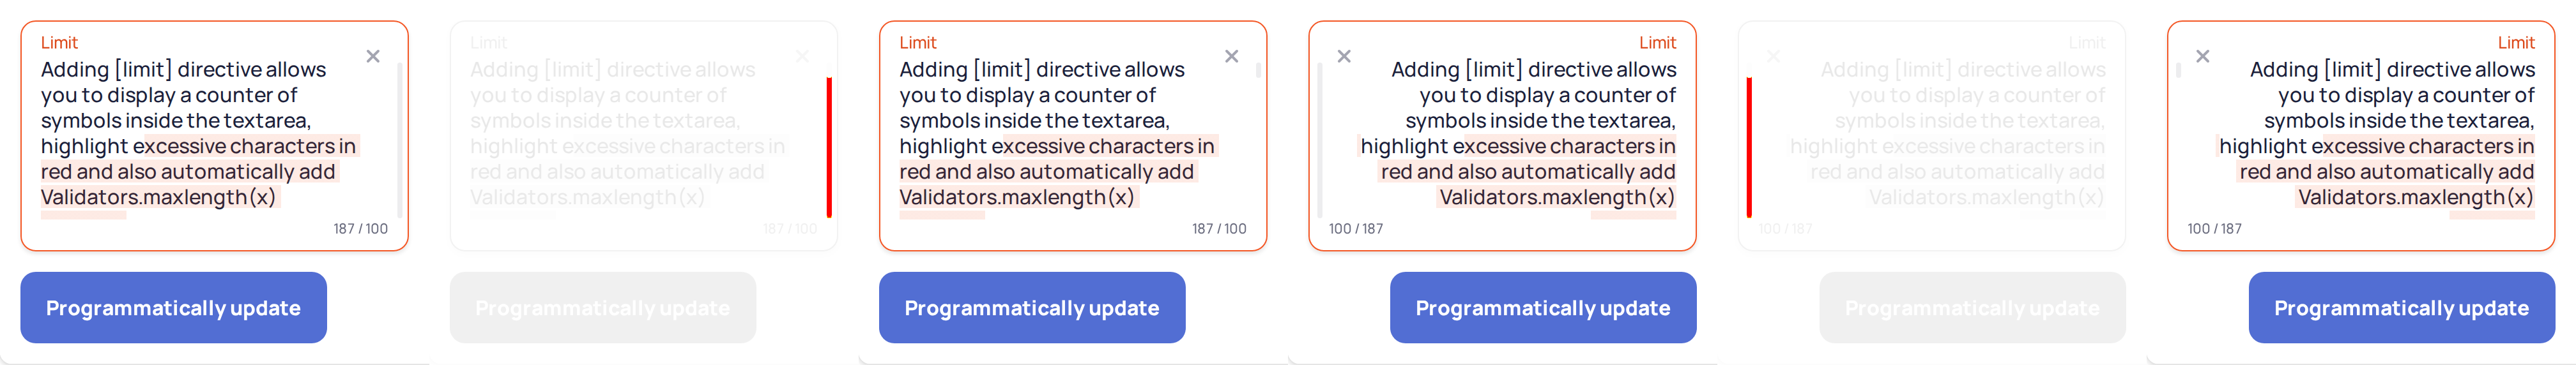 Limit
Adding [limit] directive allows
you to display a counter of
symbols inside the textarea,
highlight excessive characters in
red and also automatically add
Validators.maxlength(x)
187 / 100
Programmatically update
Limit
Adding [limit] directive allows
you to display a counter of
symbols inside the textarea,
highlight excessive characters in
red and also automatically add
Validators.maxlength(x)
187 / 100
Programmatically update
Limit
Adding [limit] directive allows
you to display a counter of
symbols inside the textarea,
highlight excessive characters in
red and also automatically add
Validators.maxlength(x)
187 / 100
Programmatically update
Limit
Adding [limit] directive allows
you to display a counter of
symbols inside the textarea,
highlight excessive characters in
red and also automatically add
Validators.maxlength(x)
100 / 187
Programmatically update
Limit
Adding [limit] directive allows
you to display a counter of
symbols inside the textarea,
highlight excessive characters in
red and also automatically add
Validators.maxlength(x)
100 / 187
Programmatically update
Limit
Adding [limit] directive allows
you to display a counter of
symbols inside the textarea,
highlight excessive characters in
red and also automatically add
Validators.maxlength(x)
100 / 187
Programmatically update